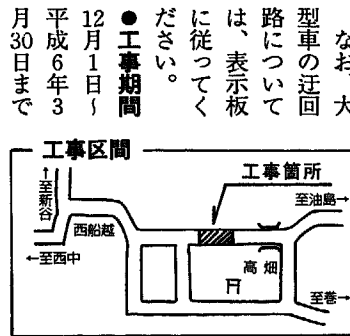 なお、大
型車の迂回
路について
は、表示板
に従ってく
ださい。
●工事期間
12月1日~
平成6年3
月30日まで
工事区間
工事箇所
←至新谷
至油島→
西船越
←至西中
高畑
至巻→